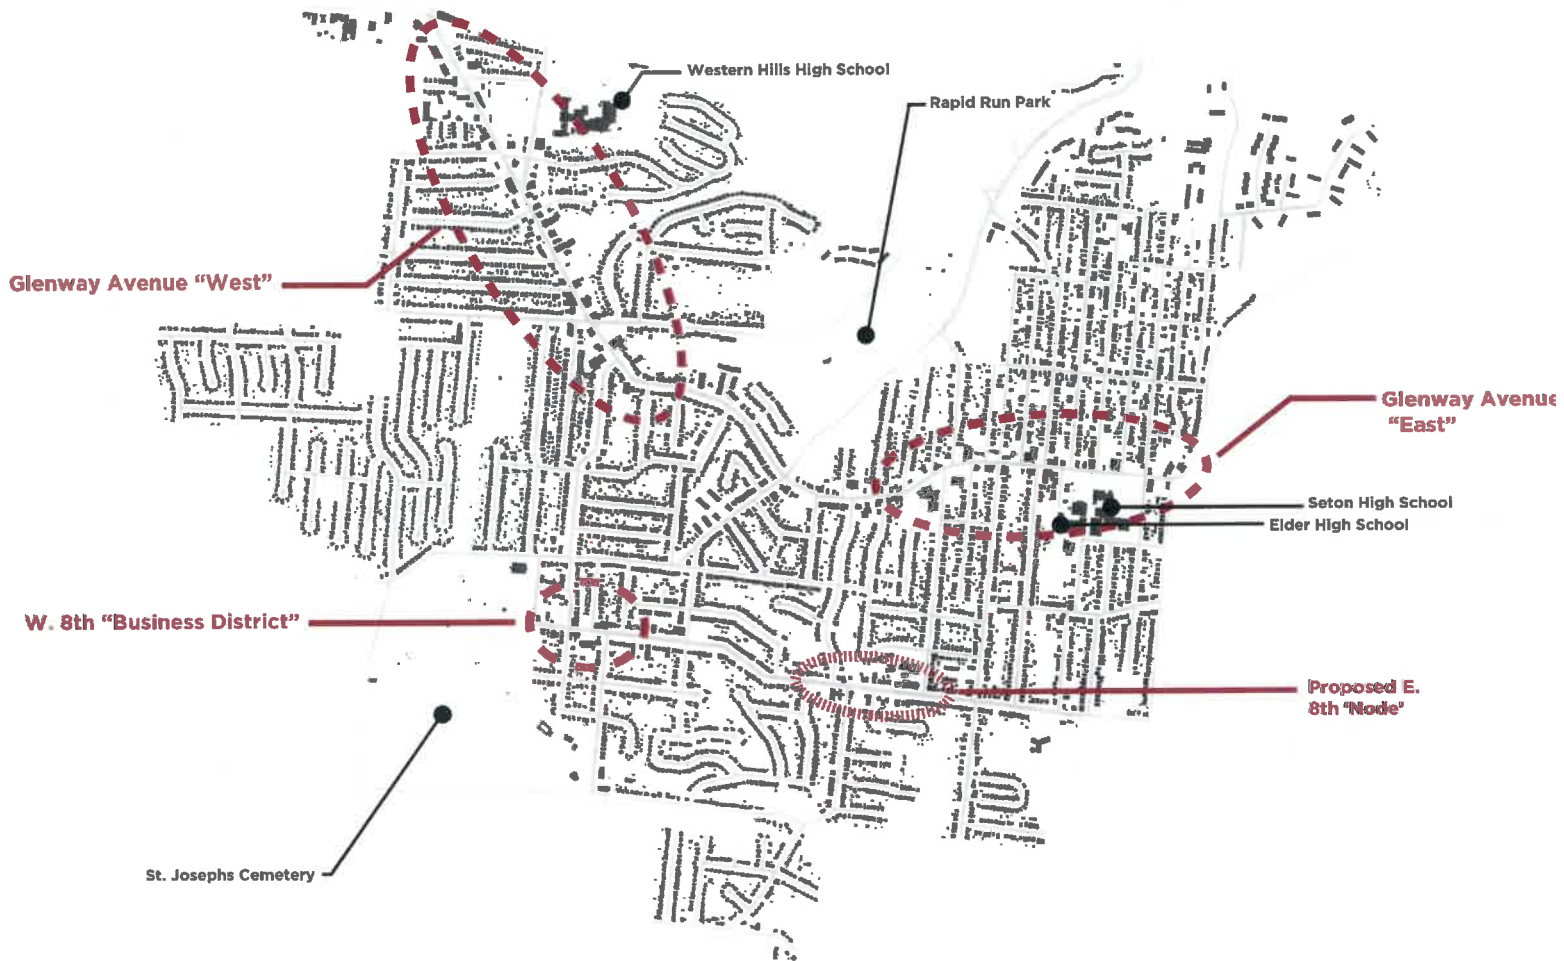 Western Hills High School
Rapid Run Park
Glenway Avenue “West”
Glenway Avenue
“East”
Seton High School
Elder High School
W. 8th “Business District”
Proposed E.
8th "Node"
St. Josephs Cemetery